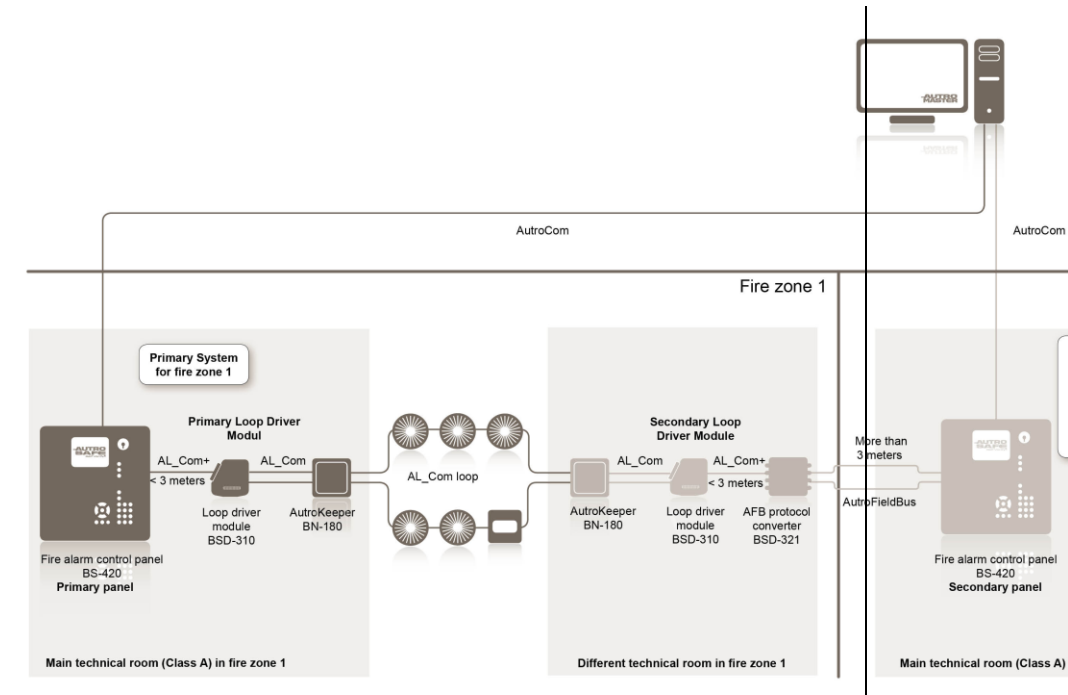 AUTRO
MASTER
AutroCom
AutroCom
Fire zone 1
Primary System
for fire zone 1
AUTRO
SAFE
Primary Loop Driver
Modul
AL_Com+
< 3 meters
AL_Com
Loop driver
module
BSD-310
AutroKeeper
BN-180
Fire alarm control panel
BS-420
Primary panel
AL_Com loop
Secondary Loop
Driver Module
AL_Com
AL_Com+
< 3 meters
AutroKeeper
BN-180
Loop driver
module
BSD-310
AFB protocol
converter
BSD-321
More than
3 meters
AutroFieldBus
AUTRO
SAFE
Fire alarm control panel
BS-420
Secondary panel
Main technical room (Class A) in fire zone 1
Different technical room in fire zone 1
Main technical room (Class A)